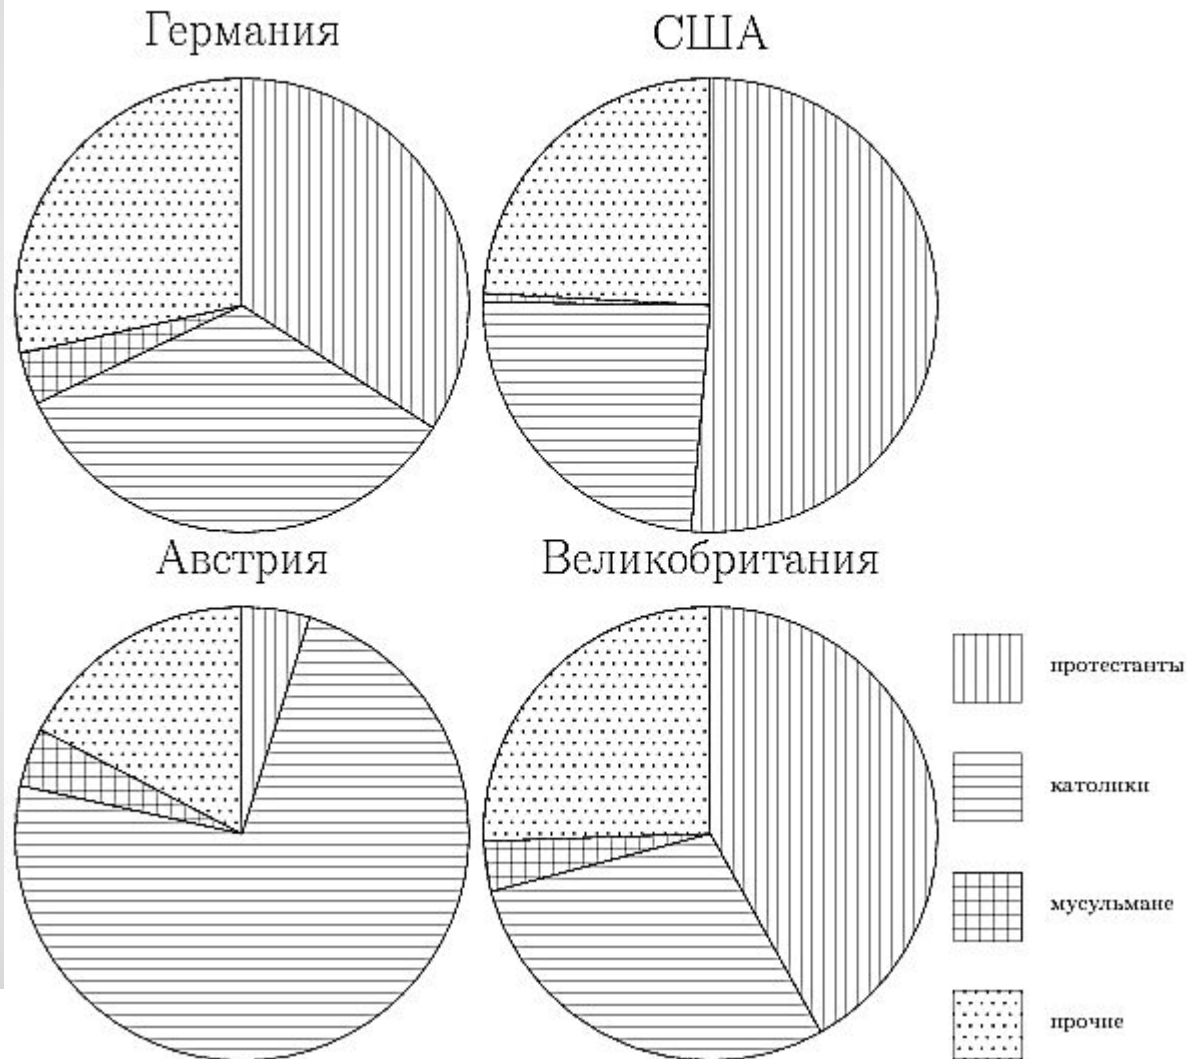 Германия
США
Австрия
Великобритания
протестанты
католики
мусульмане
прочие